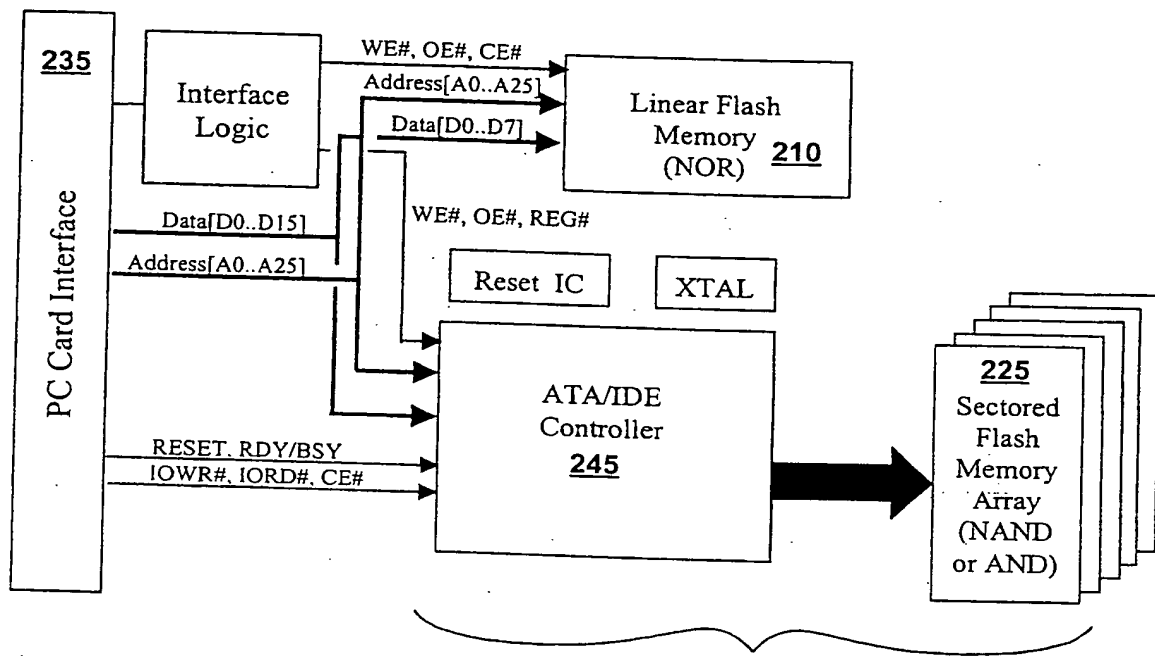 235
PC Card Interface
Interface
Logic
WE#, OE#, CE#
Address[A0..A25]
Data[D0..D7]
Linear Flash
Memory
(NOR)
210
Data[D0..D15]
Address[A0..A25]
WE#, OE#, REG#
Reset IC
XTAL
ATA/IDE
Controller
245
RESET. RDY/BSY
IOWR#, IORD#, CE#
225
Sectored
Flash
Memory
Array
(NAND
or AND)